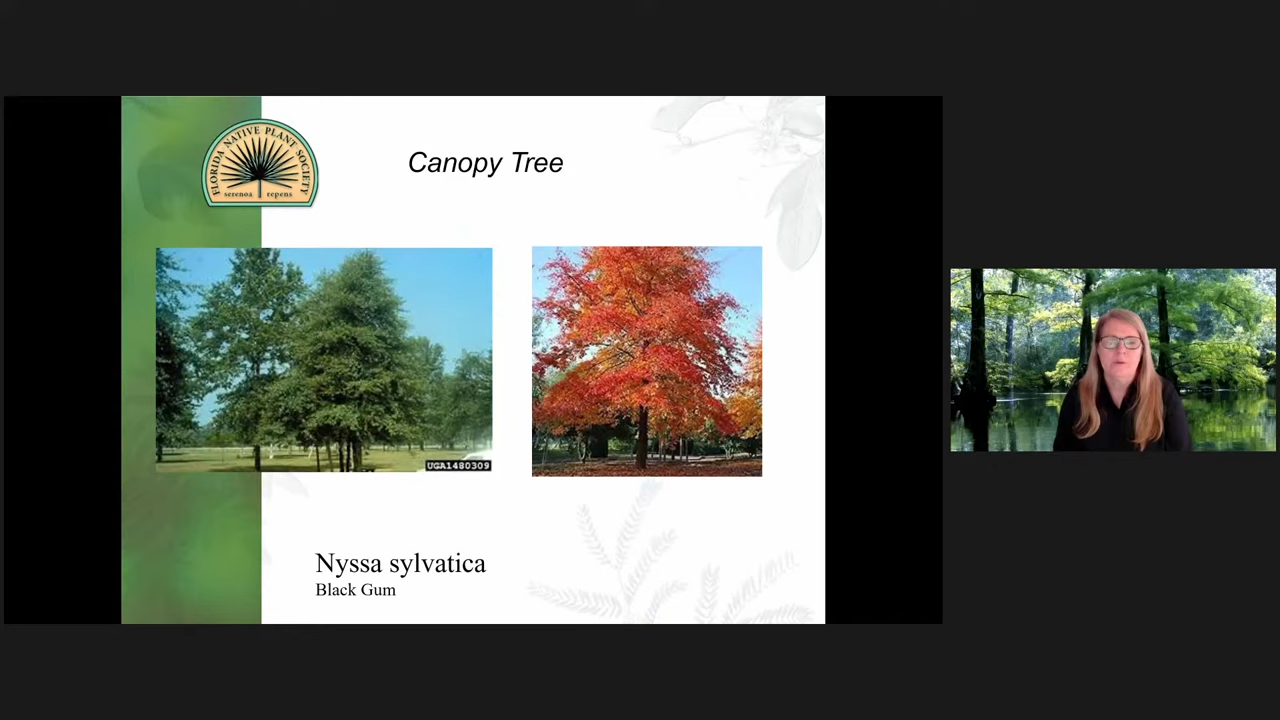 FLORIDA NATIVE PLANT SOCIETY
serenoa repens
Canopy Tree
UGA1480309
Nyssa sylvatica
Black Gum